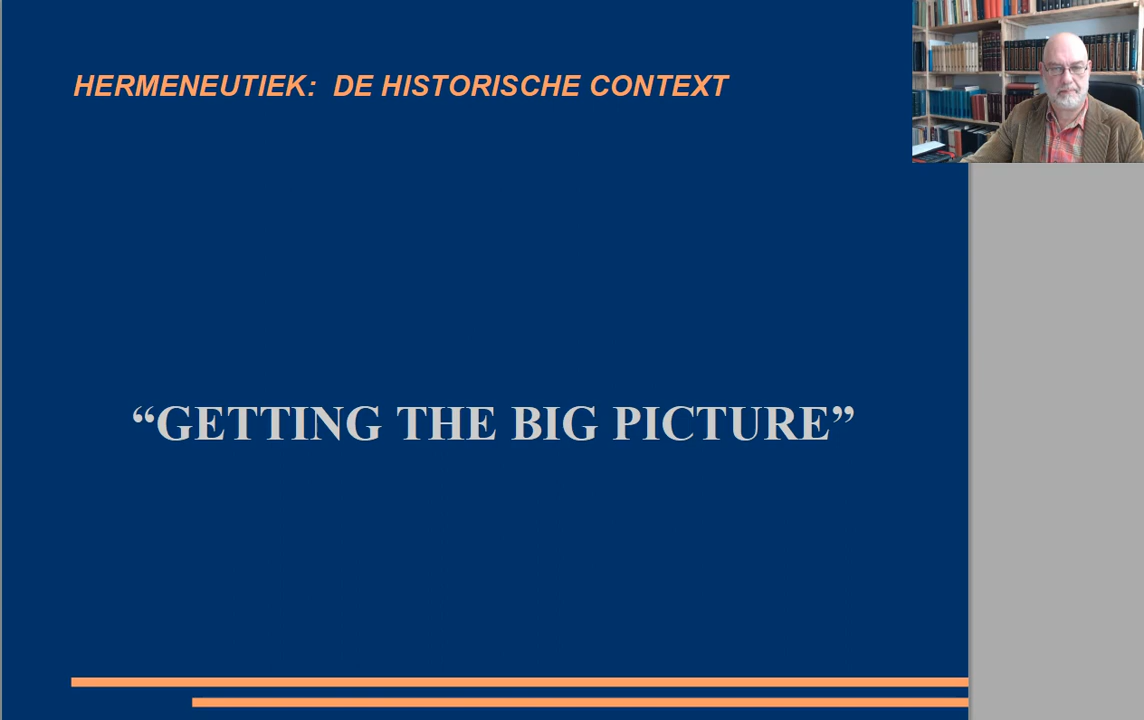 HERMENEUTIEK: DE HISTORISCHE CONTEXT
“GETTING THE BIG PICTURE”